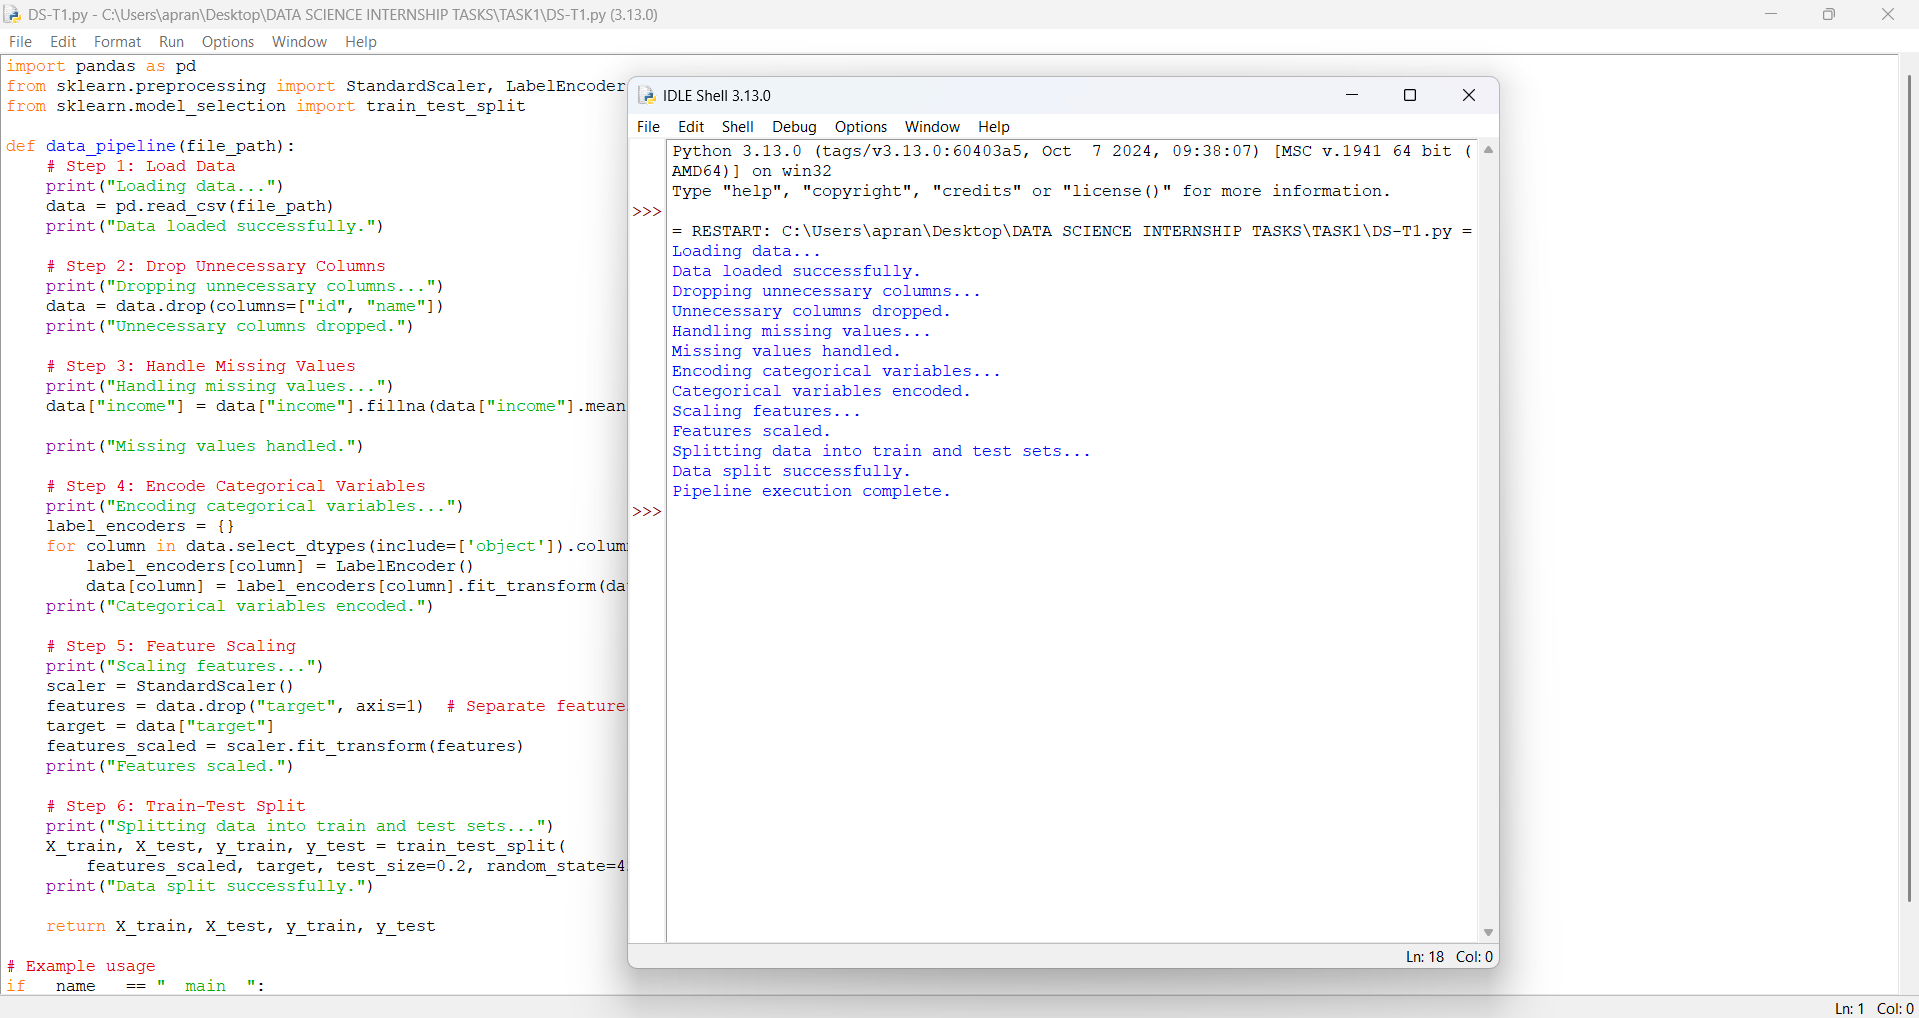 DS-T1.py - C:\Users\apran\Desktop\DATA SCIENCE INTERNSHIP TASKS\TASK1\DS-T1.py (3.13.0)
File Edit Format Run Options Window Help
import pandas as pd
from sklearn.preprocessing import StandardScaler, LabelEncoder
from sklearn.model_selection import train_test_split
def data_pipeline(file_path):
    # Step 1: Load Data
    print("Loading data...")
    data = pd.read_csv(file_path)
    print("Data loaded successfully.")
    # Step 2: Drop Unnecessary Columns
    print("Dropping unnecessary columns...")
    data = data.drop(columns=["id", "name"])
    print("Unnecessary columns dropped.")
    # Step 3: Handle Missing Values
    print("Handling missing values...")
    data["income"] = data["income"].fillna(data["income"].mean
    print("Missing values handled.")
    # Step 4: Encode Categorical Variables
    print("Encoding categorical variables...")
    label_encoders = {}
    for column in data.select_dtypes(include=['object']).colum
        label_encoders[column] = LabelEncoder()
        data[column] = label_encoders[column].fit_transform(da
    print("Categorical variables encoded.")
    # Step 5: Feature Scaling
    print("Scaling features...")
    scaler = StandardScaler()
    features = data.drop("target", axis=1)  # Separate feature
    target = data["target"]
    features_scaled = scaler.fit_transform(features)
    print("Features scaled.")
    # Step 6: Train-Test Split
    print("Splitting data into train and test sets...")
    X_train, X_test, y_train, y_test = train_test_split(
        features_scaled, target, test_size=0.2, random_state=4
    print("Data split successfully.")
    return X_train, X_test, y_train, y_test
# Example usage
if __name__ == "__main__":
Ln: 1 Col: 0
IDLE Shell 3.13.0
File Edit Shell Debug Options Window Help
Python 3.13.0 (tags/v3.13.0:60403a5, Oct  7 2024, 09:38:07) [MSC v.1941 64 bit (
AMD64)] on win32
Type "help", "copyright", "credits" or "license()" for more information.
>>>
= RESTART: C:\Users\apran\Desktop\DATA SCIENCE INTERNSHIP TASKS\TASK1\DS-T1.py =
Loading data...
Data loaded successfully.
Dropping unnecessary columns...
Unnecessary columns dropped.
Handling missing values...
Missing values handled.
Encoding categorical variables...
Categorical variables encoded.
Scaling features...
Features scaled.
Splitting data into train and test sets...
Data split successfully.
Pipeline execution complete.
>>>
Ln: 18 Col: 0